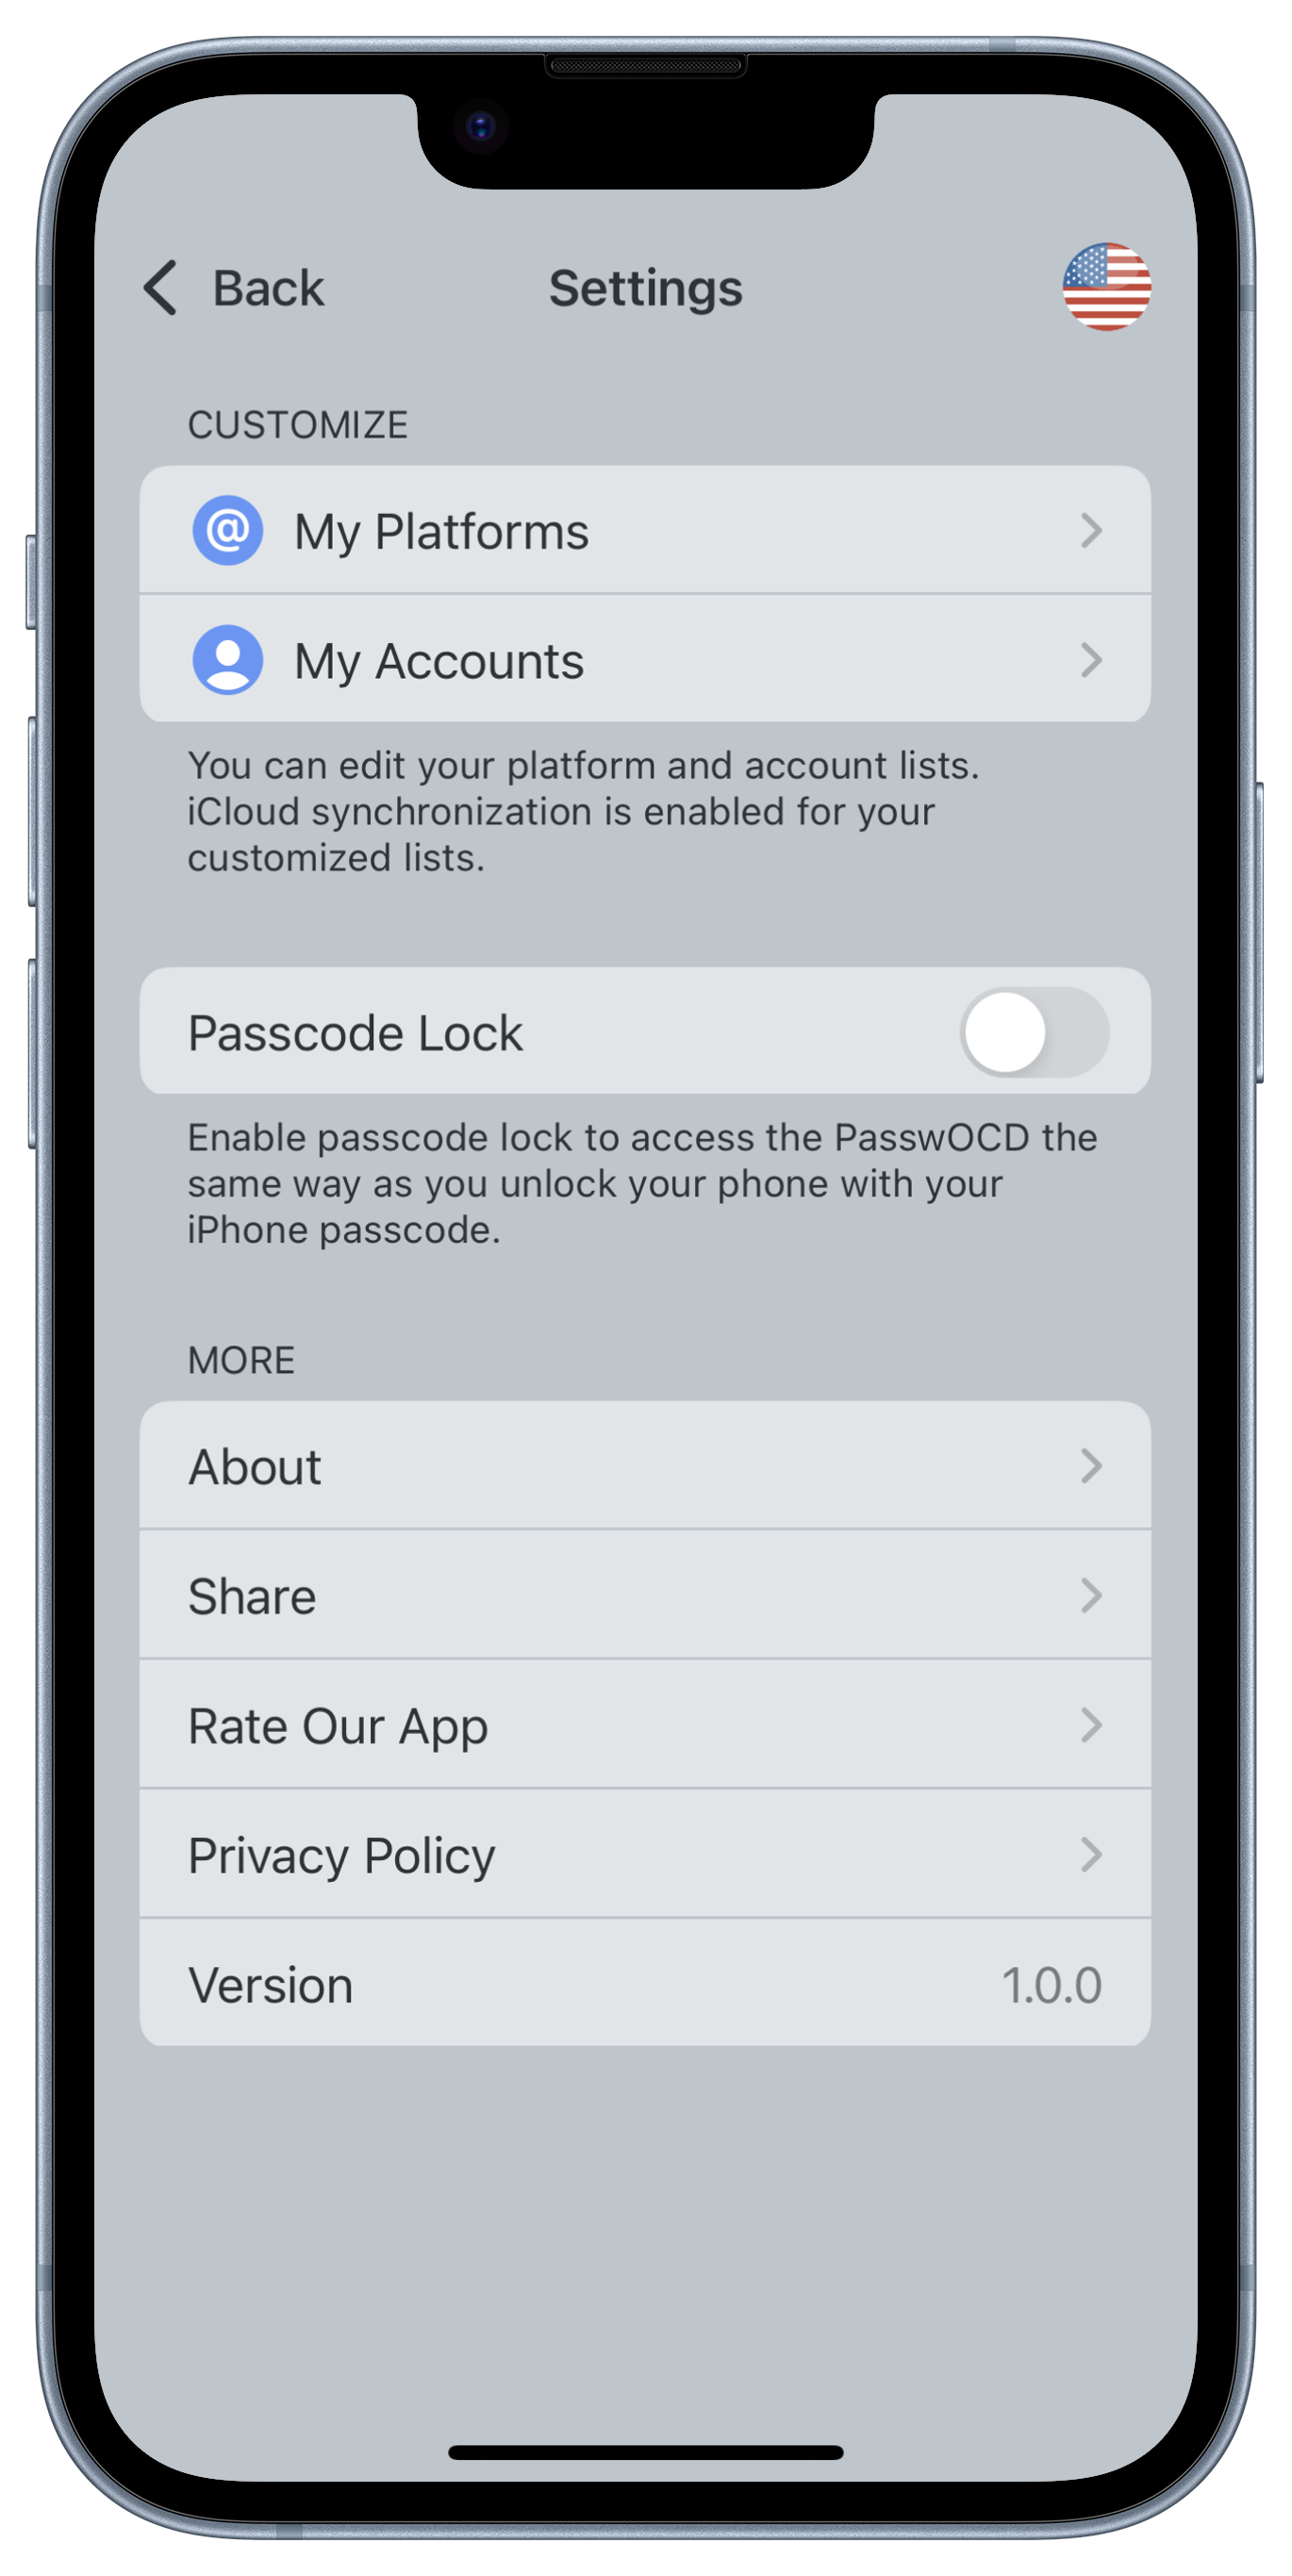 Back
Settings
CUSTOMIZE
@ My Platforms
My Accounts
You can edit your platform and account lists.
iCloud synchronization is enabled for your
customized lists.
Passcode Lock
Enable passcode lock to access the PasswOCD the
same way as you unlock your phone with your
iPhone passcode.
MORE
About
Share
Rate Our App
Privacy Policy
Version 1.0.0